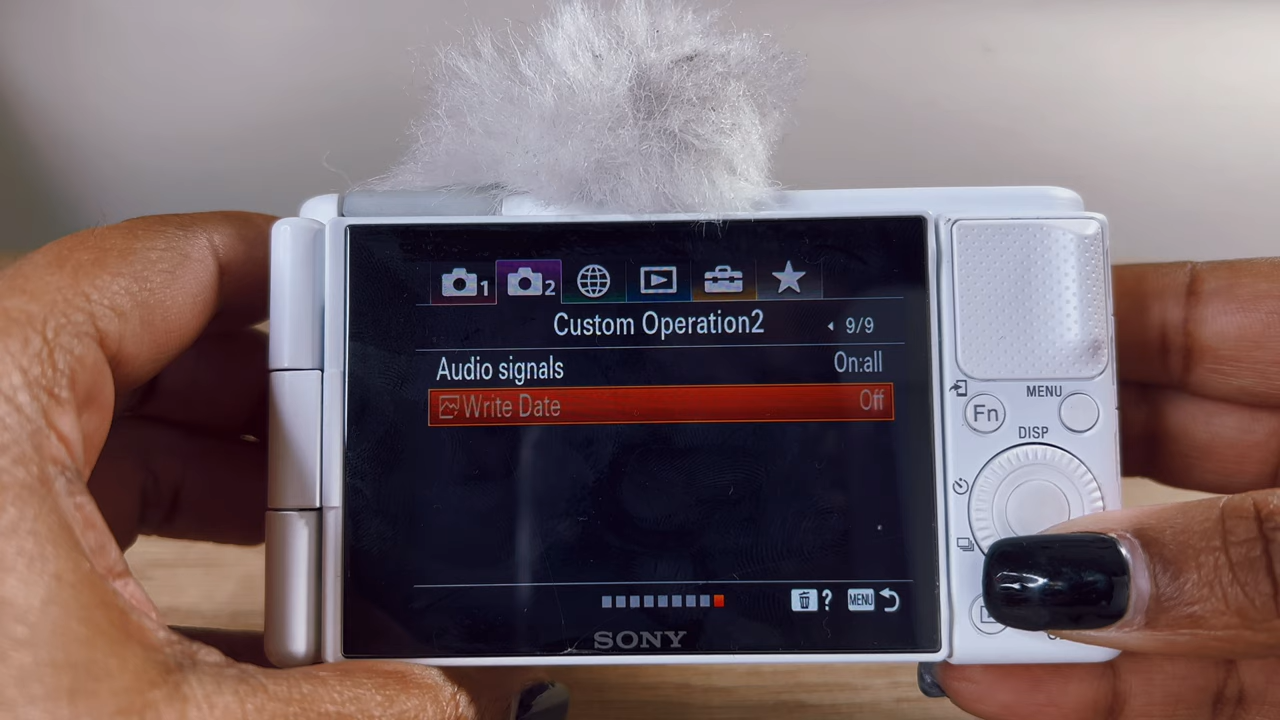 1 2
Custom Operation2 9/9
Audio signals On:all
Write Date Off
MENU
Fn
DISP
? MENU
SONY